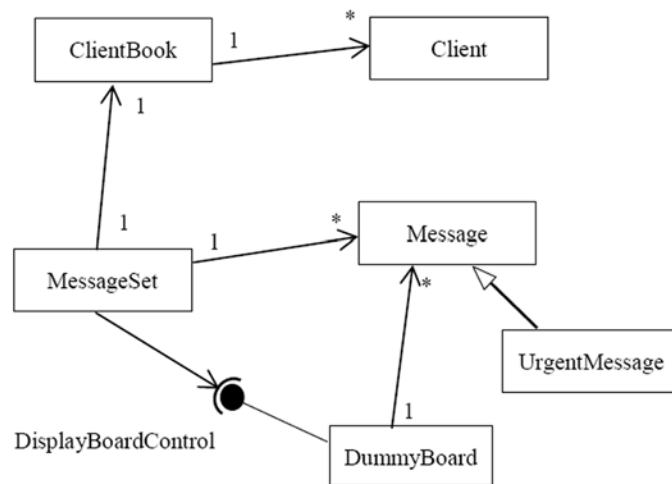 ClientBook
1
*
Client
1
1
1
*
Message
MessageSet
*
UrgentMessage
1
DisplayBoardControl
DummyBoard